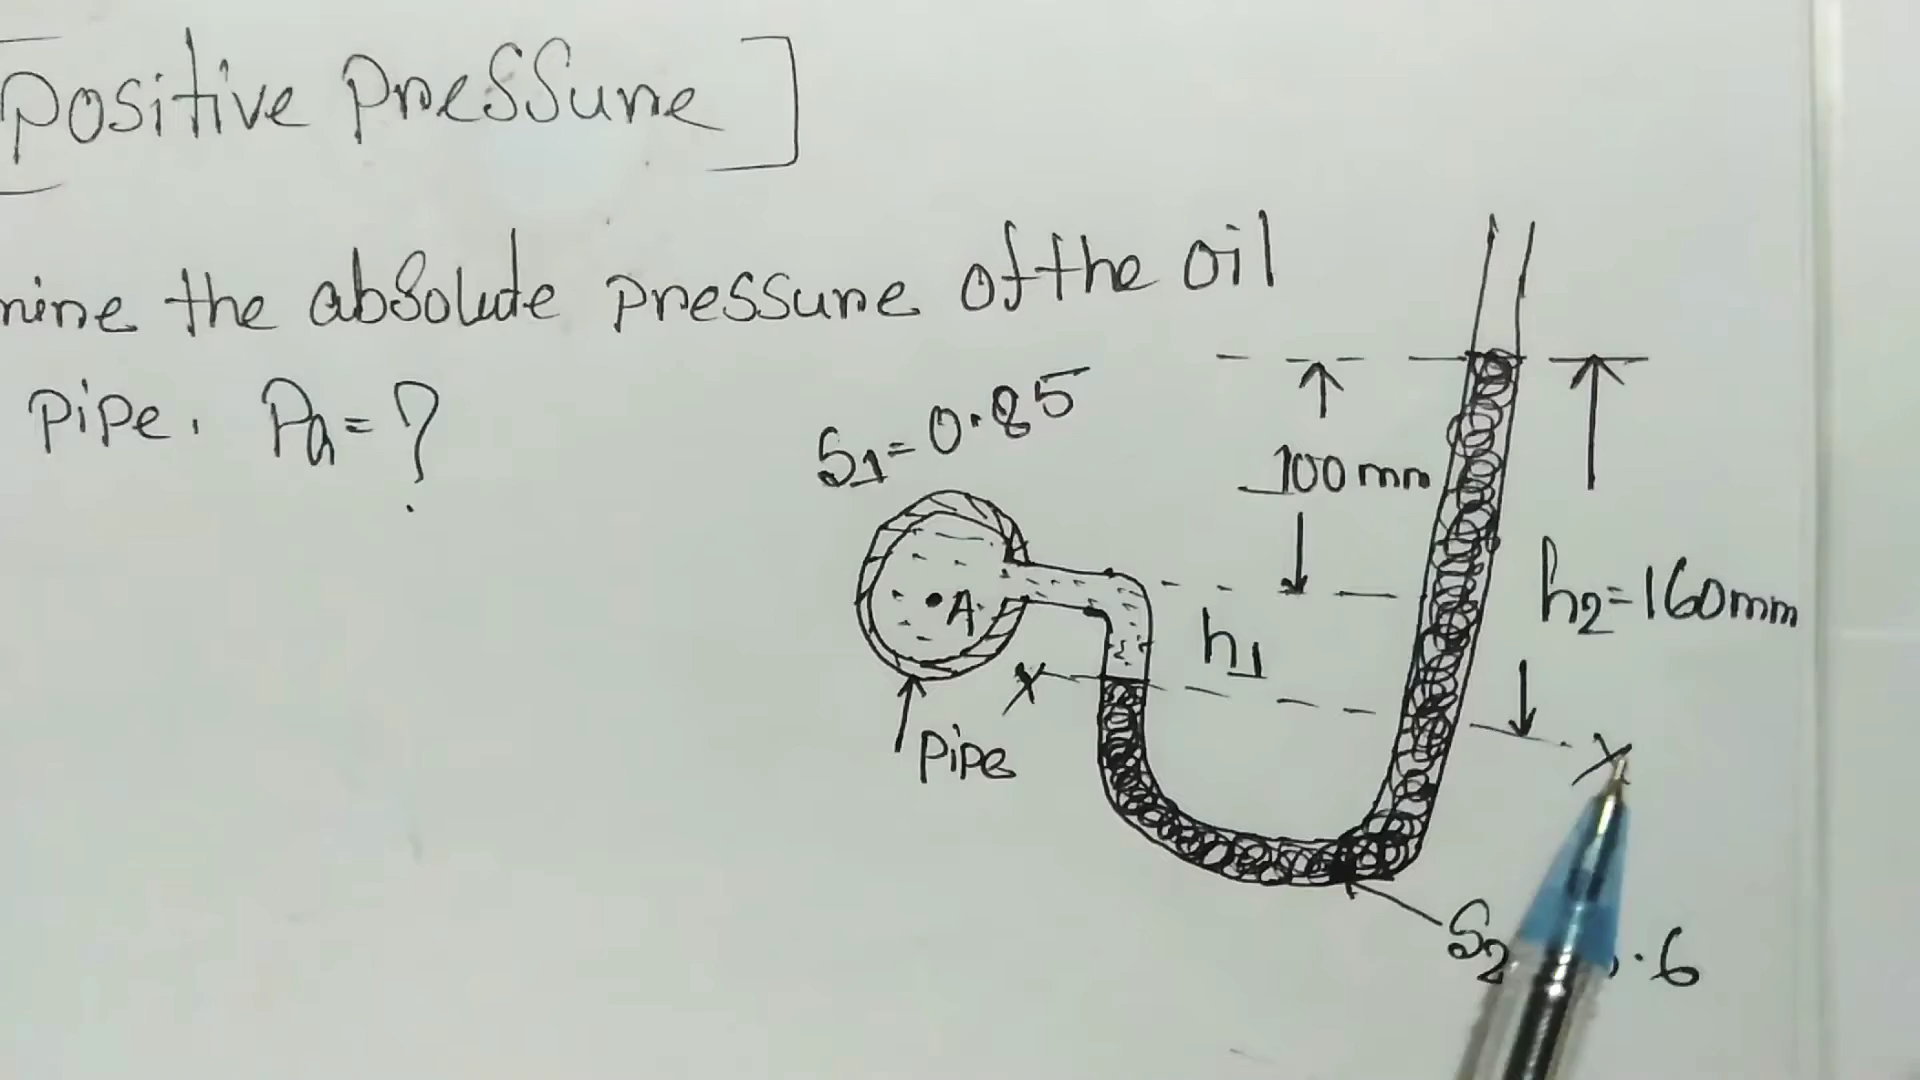 [Positive pressure]
the absolute pressure of the oil
pipe. Pa = ?
S1 = 0.85
100 mm
A
h1
h2 = 160mm
X
X
pipe
S2 .6